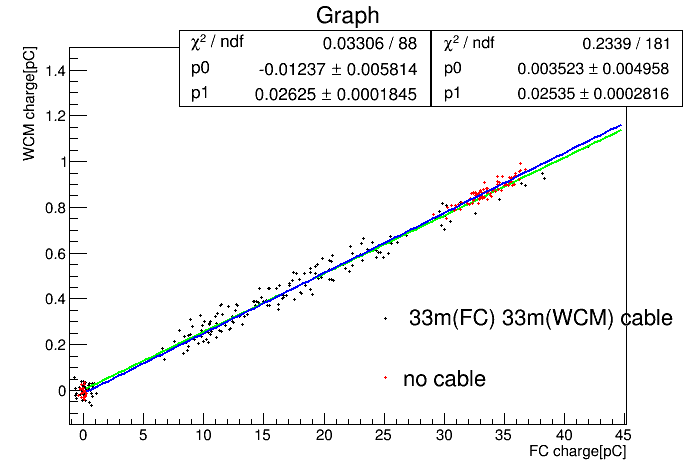 Graph
χ² / ndf 0.03306 / 88
p0 -0.01237 ± 0.005814
p1 0.02625 ± 0.0001845
χ² / ndf 0.2339 / 181
p0 0.003523 ± 0.004958
p1 0.02535 ± 0.0002816
WCM charge[pC]
1.4
1.2
1
0.8
0.6
0.4
0.2
0
33m(FC) 33m(WCM) cable
no cable
0 5 10 15 20 25 30 35 40 45
FC charge[pC]